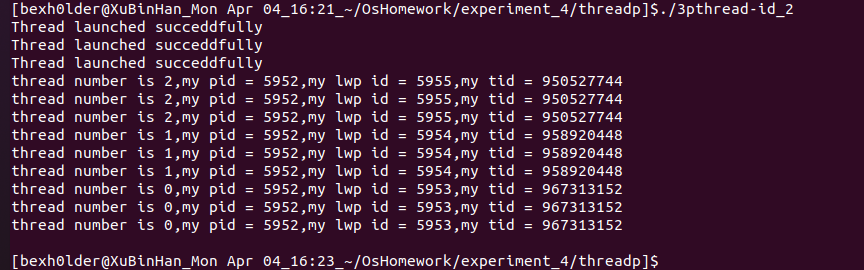 [bexh0lder@XuBinHan_Mon Apr 04_16:21_~/OsHomework/experiment_4/threadp]$./3pthread-id_2
Thread launched succeddfully
Thread launched succeddfully
Thread launched succeddfully
thread number is 2,my pid = 5952,my lwp id = 5955,my tid = 950527744
thread number is 2,my pid = 5952,my lwp id = 5955,my tid = 950527744
thread number is 2,my pid = 5952,my lwp id = 5955,my tid = 950527744
thread number is 1,my pid = 5952,my lwp id = 5954,my tid = 958920448
thread number is 1,my pid = 5952,my lwp id = 5954,my tid = 958920448
thread number is 1,my pid = 5952,my lwp id = 5954,my tid = 958920448
thread number is 0,my pid = 5952,my lwp id = 5953,my tid = 967313152
thread number is 0,my pid = 5952,my lwp id = 5953,my tid = 967313152
thread number is 0,my pid = 5952,my lwp id = 5953,my tid = 967313152
[bexh0lder@XuBinHan_Mon Apr 04_16:23_~/OsHomework/experiment_4/threadp]$